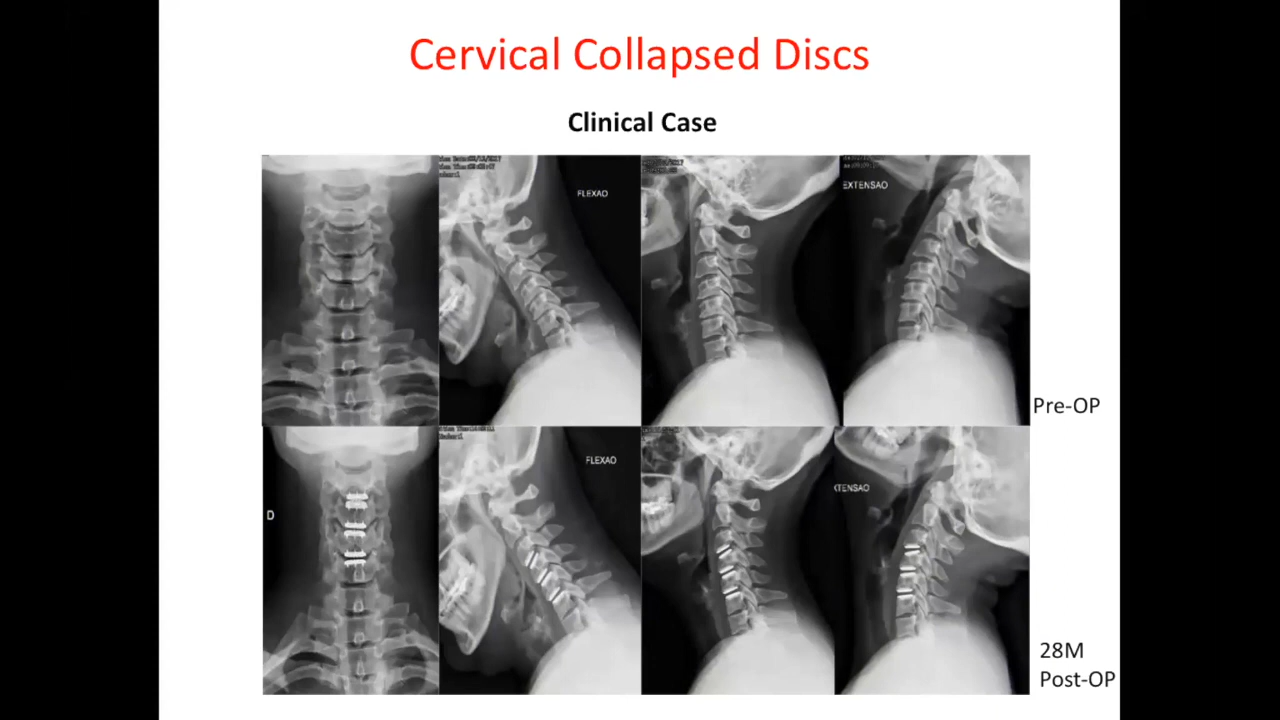 Cervical Collapsed Discs
Clinical Case
FLEXAO
EXTENSAO
Pre-OP
D
FLEXAO
XTENSAO
28M
Post-OP